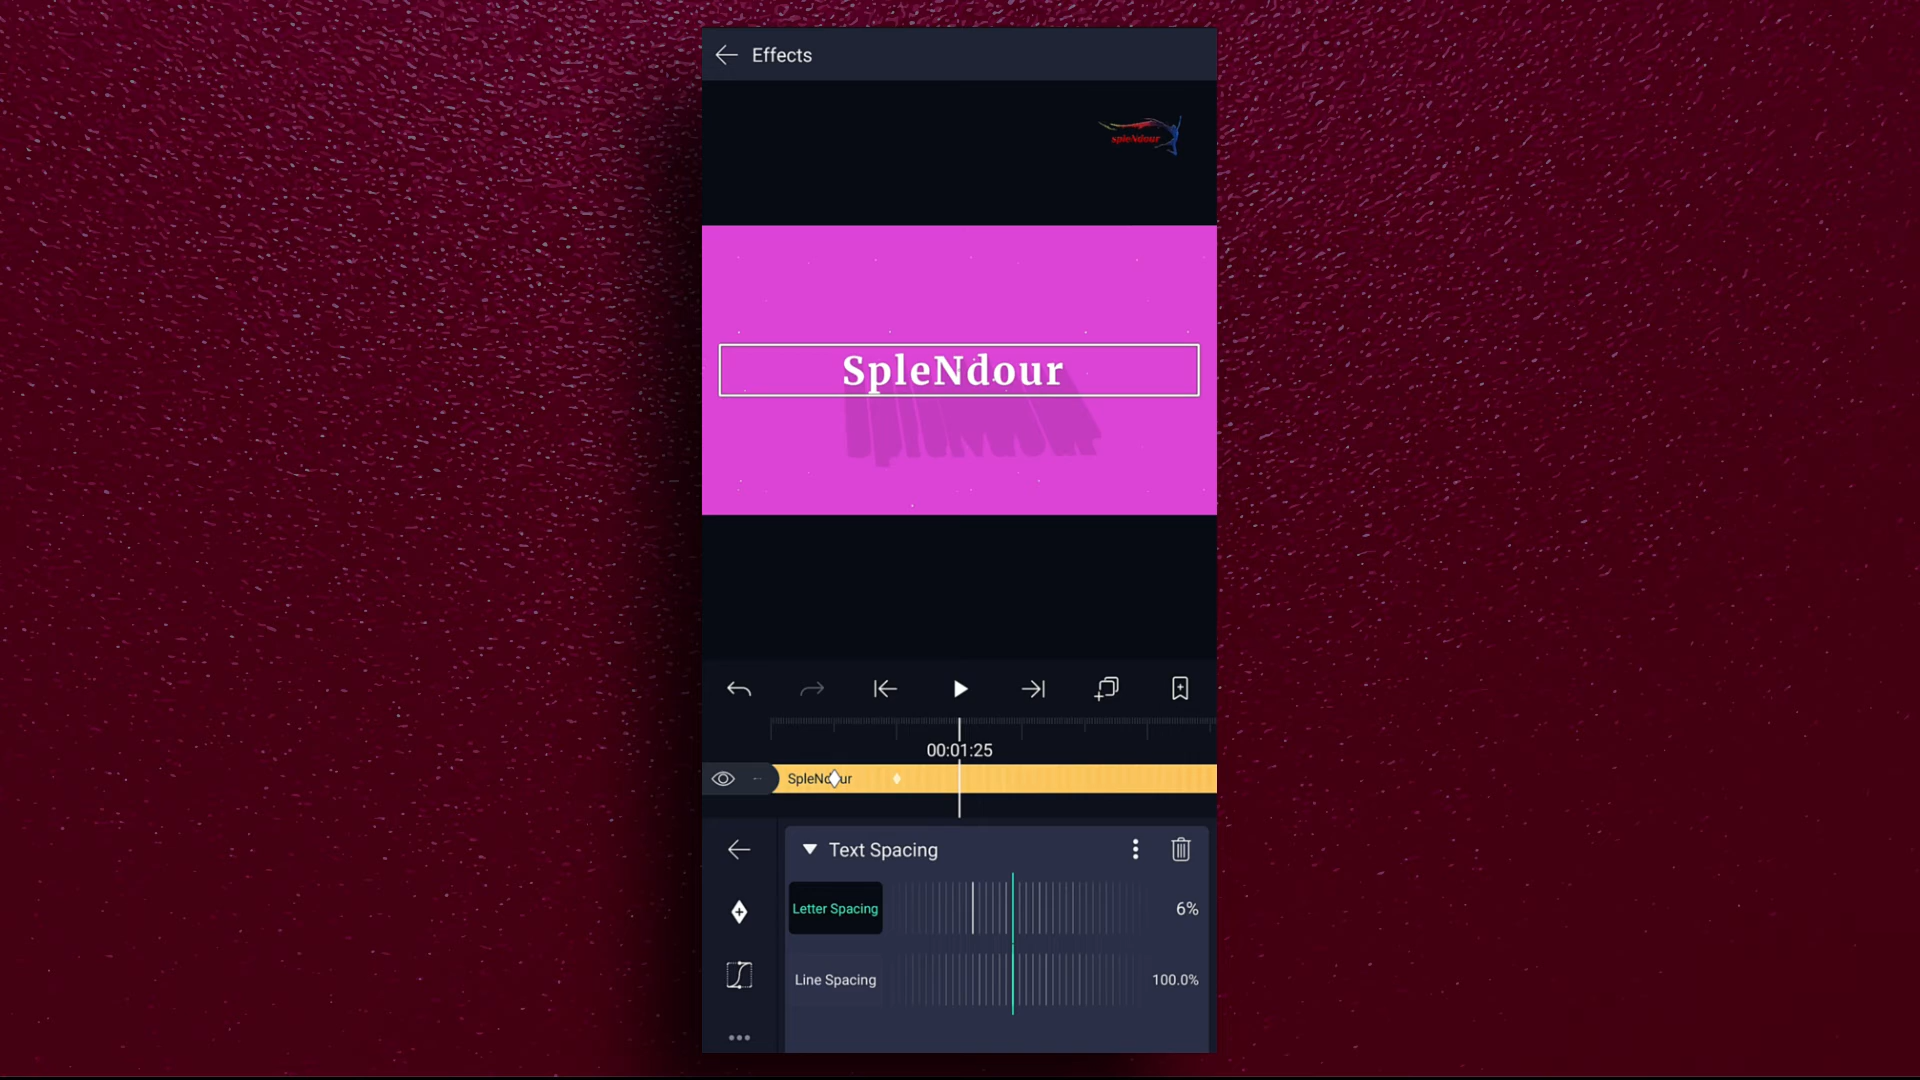 Effects
spleNdour
SpleNdour
00:01:25
SpleNdour
Text Spacing
Letter Spacing
6%
Line Spacing
100.0%